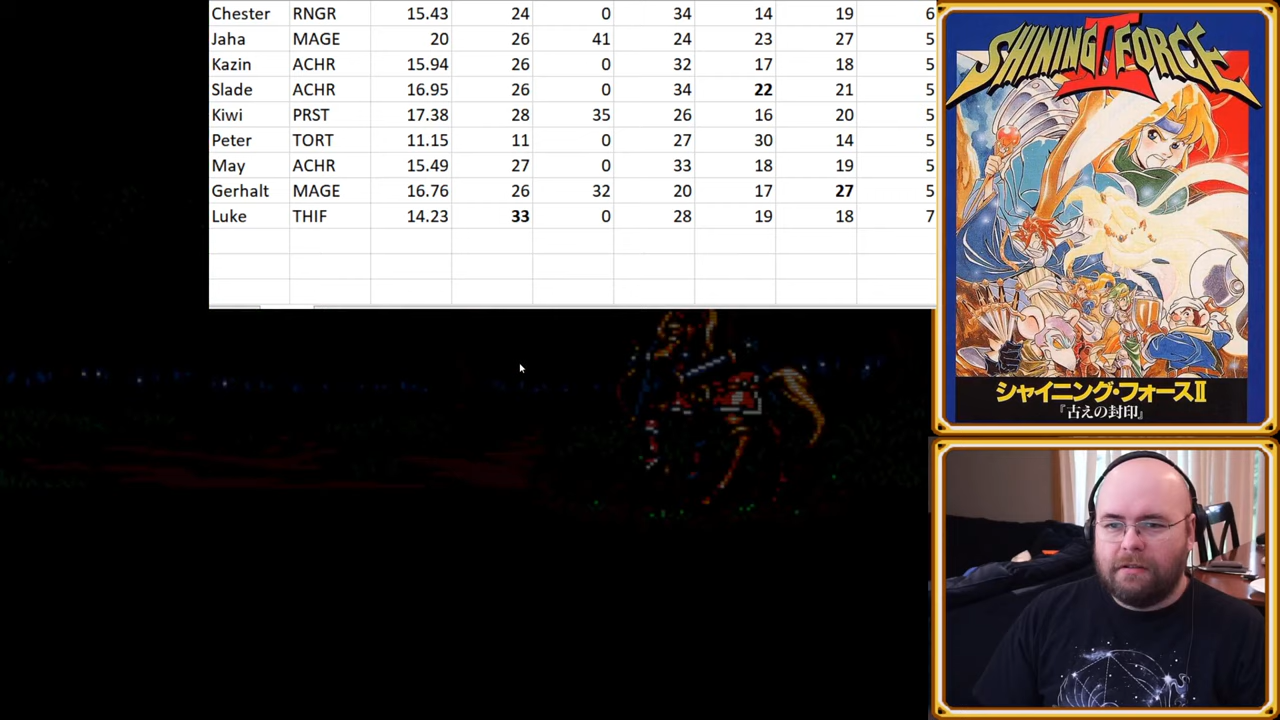 Chester RNGR 15.43 24 0 34 14 19 6
Jaha MAGE 20 26 41 24 23 27 5
Kazin ACHR 15.94 26 0 32 17 18 5
Slade ACHR 16.95 26 0 34 22 21 5
Kiwi PRST 17.38 28 35 26 16 20 5
Peter TORT 11.15 11 0 27 30 14 5
May ACHR 15.49 27 0 33 18 19 5
Gerhalt MAGE 16.76 26 32 20 17 27 5
Luke THIF 14.23 33 0 28 19 18 7
SHINING FORCE
II
シャイニング・フォースII
『古えの封印』